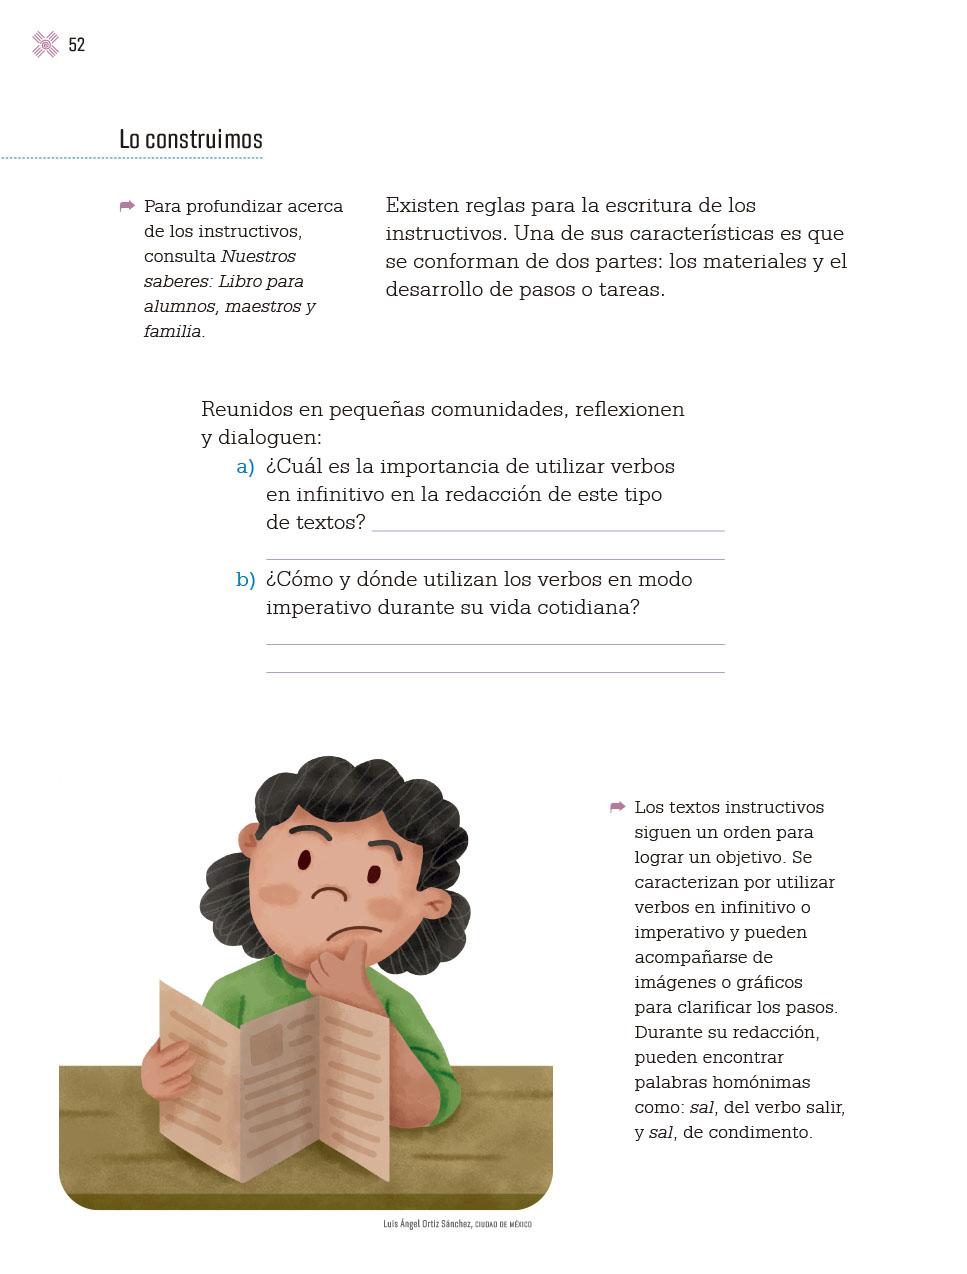 52
Lo construimos
Para profundizar acerca
de los instructivos,
consulta Nuestros
saberes: Libro para
alumnos, maestros y
familia.
Existen reglas para la escritura de los
instructivos. Una de sus características es que
se conforman de dos partes: los materiales y el
desarrollo de pasos o tareas.
Reunidos en pequeñas comunidades, reflexionen
y dialoguen:
a) ¿Cuál es la importancia de utilizar verbos
en infinitivo en la redacción de este tipo
de textos?
b) ¿Cómo y dónde utilizan los verbos en modo
imperativo durante su vida cotidiana?
Los textos instructivos
siguen un orden para
lograr un objetivo. Se
caracterizan por utilizar
verbos en infinitivo o
imperativo y pueden
acompañarse de
imágenes o gráficos
para clarificar los pasos.
Durante su redacción,
pueden encontrar
palabras homónimas
como: sal, del verbo salir,
y sal, de condimento.
Luis Ángel Ortiz Sánchez, CIUDAD DE MÉXICO